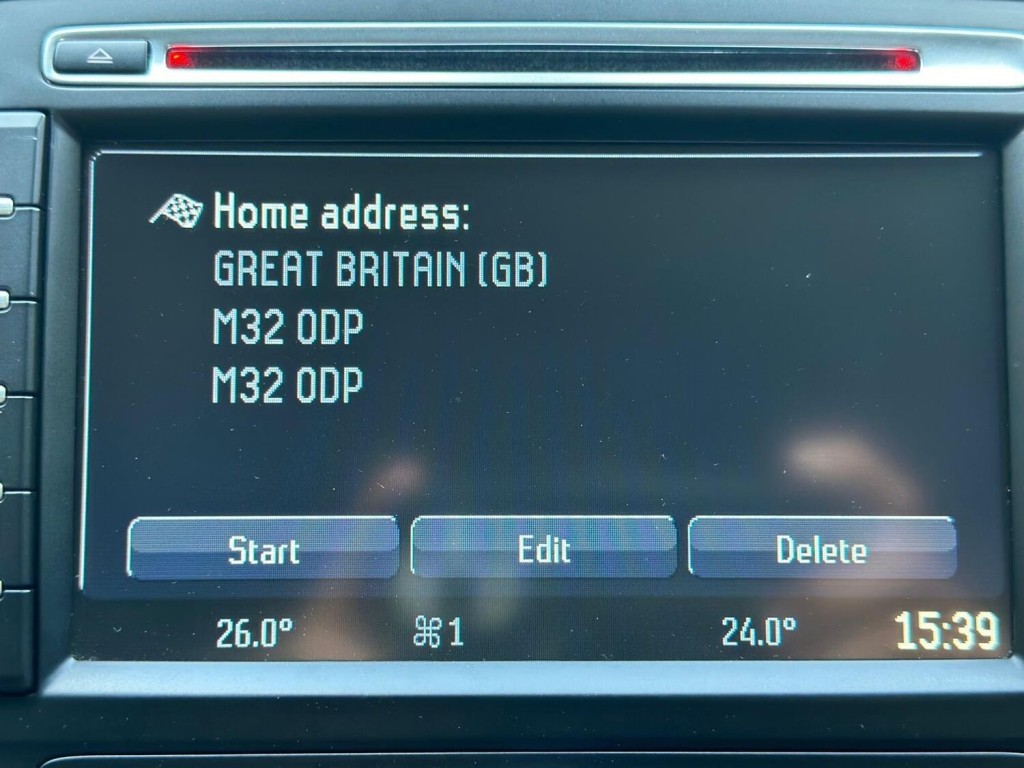 Home address:
GREAT BRITAIN (GB)
M32 0DP
M32 0DP
Start Edit Delete
26.0° ⌘1 24.0° 15:39